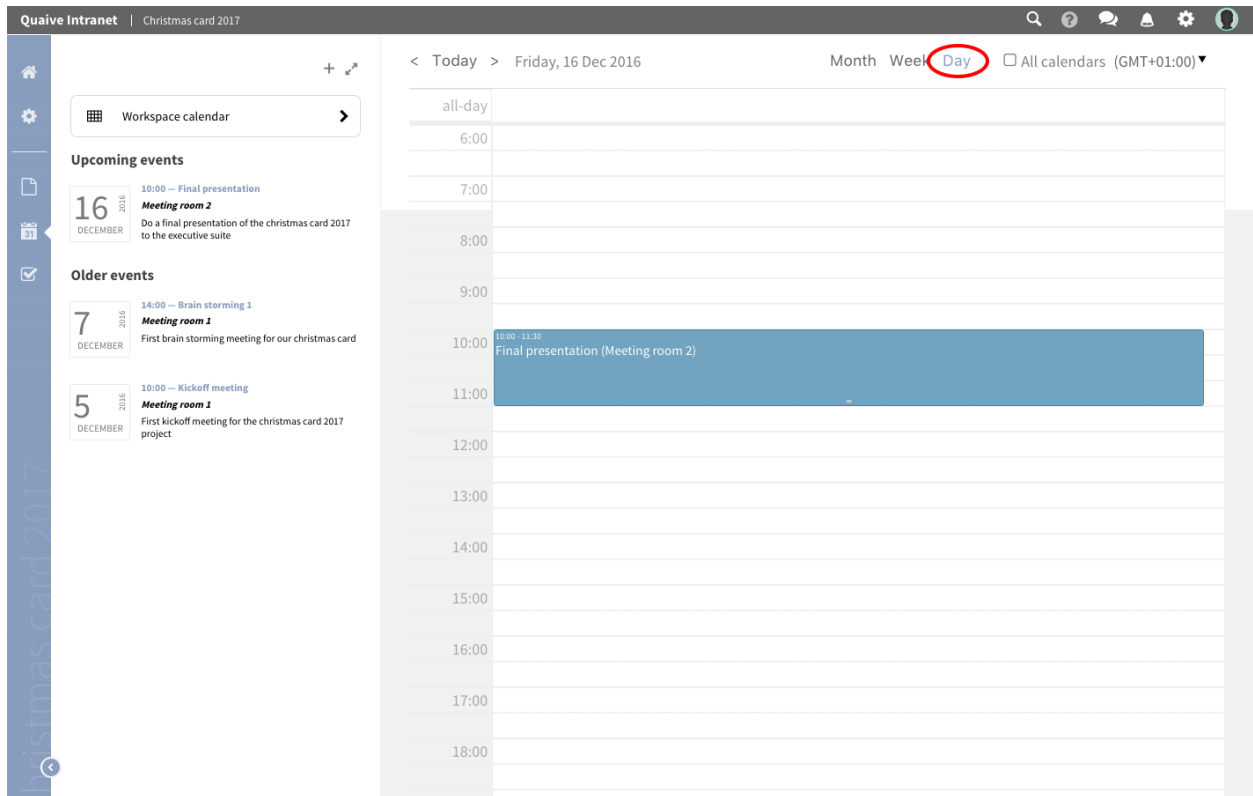 Quaive Intranet | Christmas card 2017
< Today > Friday, 16 Dec 2016 Month Week Day All calendars (GMT+01:00)▼
Workspace calendar
Upcoming events
16 2016
DECEMBER
10:00 — Final presentation
Meeting room 2
Do a final presentation of the christmas card 2017
to the executive suite
Older events
7 2016
DECEMBER
14:00 — Brain storming 1
Meeting room 1
First brain storming meeting for our christmas card
5 2016
DECEMBER
10:00 — Kickoff meeting
Meeting room 1
First kickoff meeting for the christmas card 2017
project
31
hristmas card 2017
all-day
6:00
7:00
8:00
9:00
10:00
10:00 - 11:30
Final presentation (Meeting room 2)
11:00
12:00
13:00
14:00
15:00
16:00
17:00
18:00